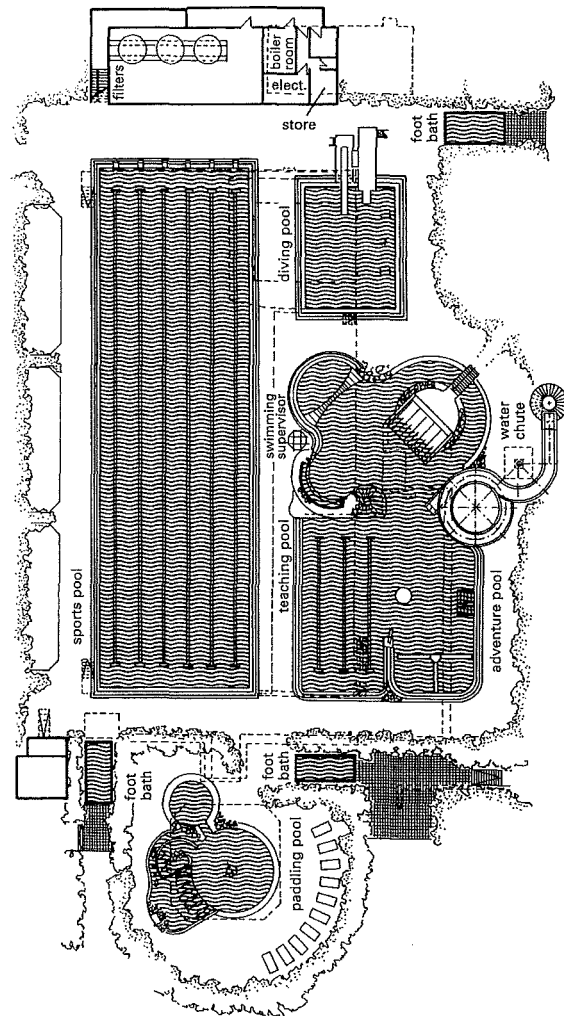 filters
boiler
room
elect.
store
foot
bath
diving pool
swimming
supervisor
water
chute
sports pool
teaching pool
adventure pool
foot
bath
foot
bath
paddling pool